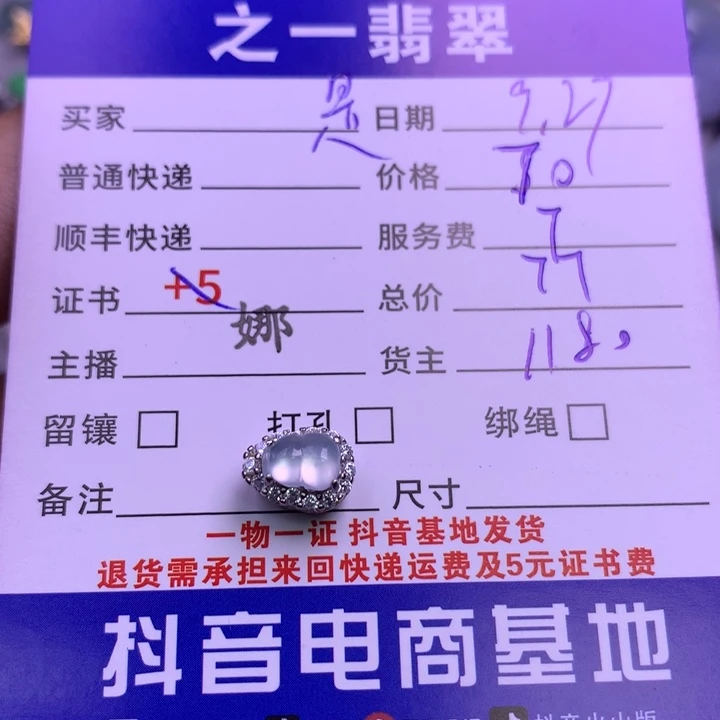 之一翡翠
买家 是 日期 9.27
普通快递 价格 70
顺丰快递 服务费 7
证书 +5 总价 77
主播 娜 货主 118
留镶 打孔 绑绳
备注 尺寸
一物一证 抖音基地发货
退货需承担来回快递运费及5元证书费
抖音电商基地